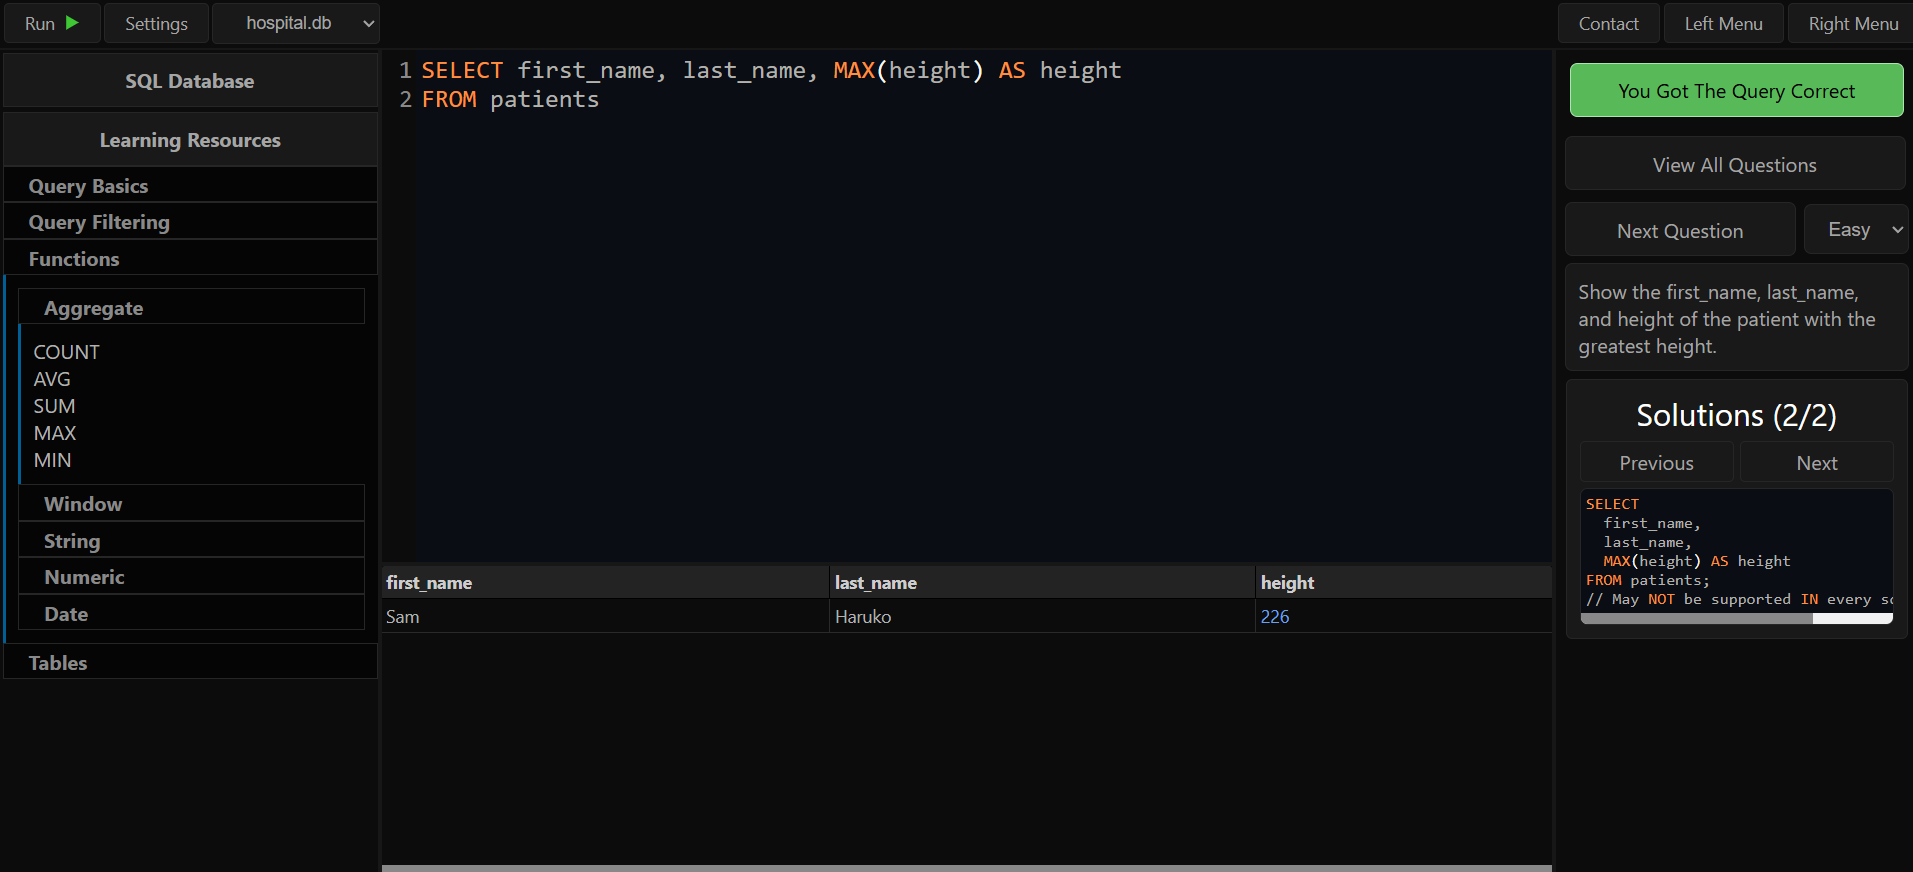 Run
Settings
hospital.db
Contact
Left Menu
Right Menu
SQL Database
Learning Resources
Query Basics
Query Filtering
Functions
Aggregate
COUNT
AVG
SUM
MAX
MIN
Window
String
Numeric
Date
Tables
1 SELECT first_name, last_name, MAX(height) AS height
2 FROM patients
first_name last_name height
Sam Haruko 226
You Got The Query Correct
View All Questions
Next Question
Easy
Show the first_name, last_name,
and height of the patient with the
greatest height.
Solutions (2/2)
Previous
Next
SELECT
first_name,
last_name,
MAX(height) AS height
FROM patients;
// May NOT be supported IN every